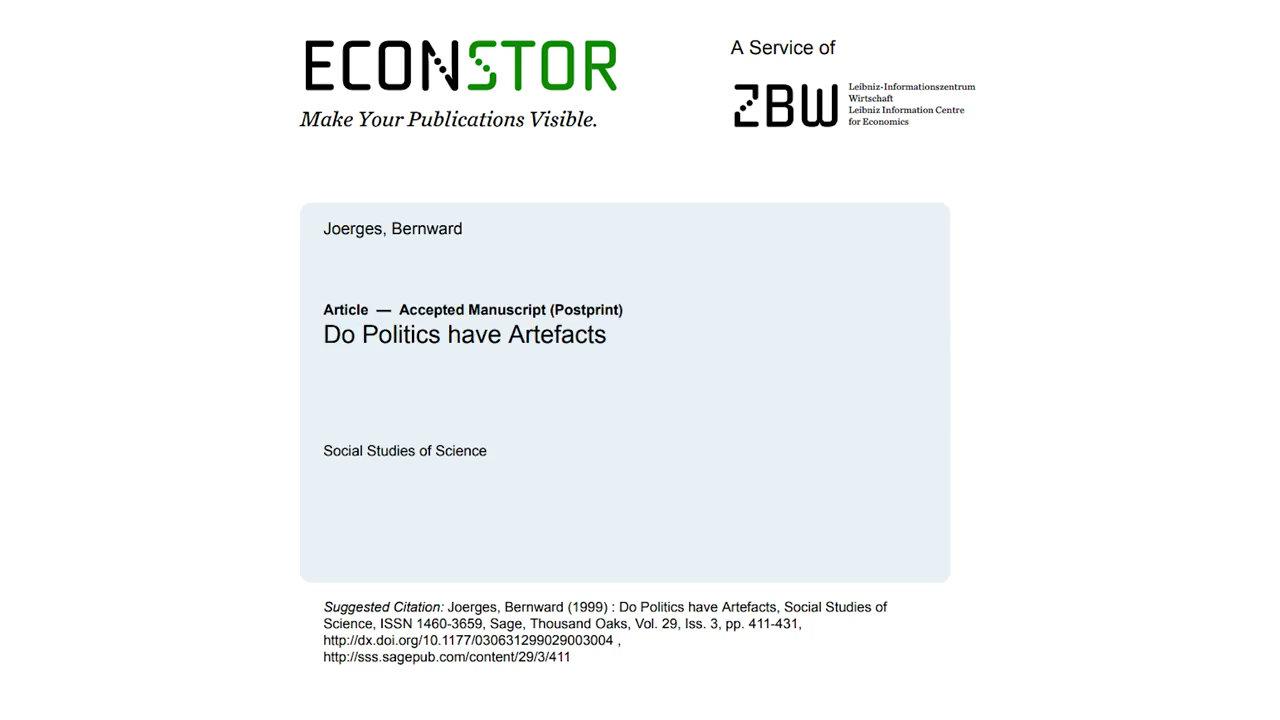 ECONSTOR
Make Your Publications Visible.
A Service of
ZBW
Leibniz-Informationszentrum
Wirtschaft
Leibniz Information Centre
for Economics
Joerges, Bernward
Article — Accepted Manuscript (Postprint)
Do Politics have Artefacts
Social Studies of Science
Suggested Citation: Joerges, Bernward (1999) : Do Politics have Artefacts, Social Studies of
Science, ISSN 1460-3659, Sage, Thousand Oaks, Vol. 29, Iss. 3, pp. 411-431,
http://dx.doi.org/10.1177/030631299029003004 ,
http://sss.sagepub.com/content/29/3/411